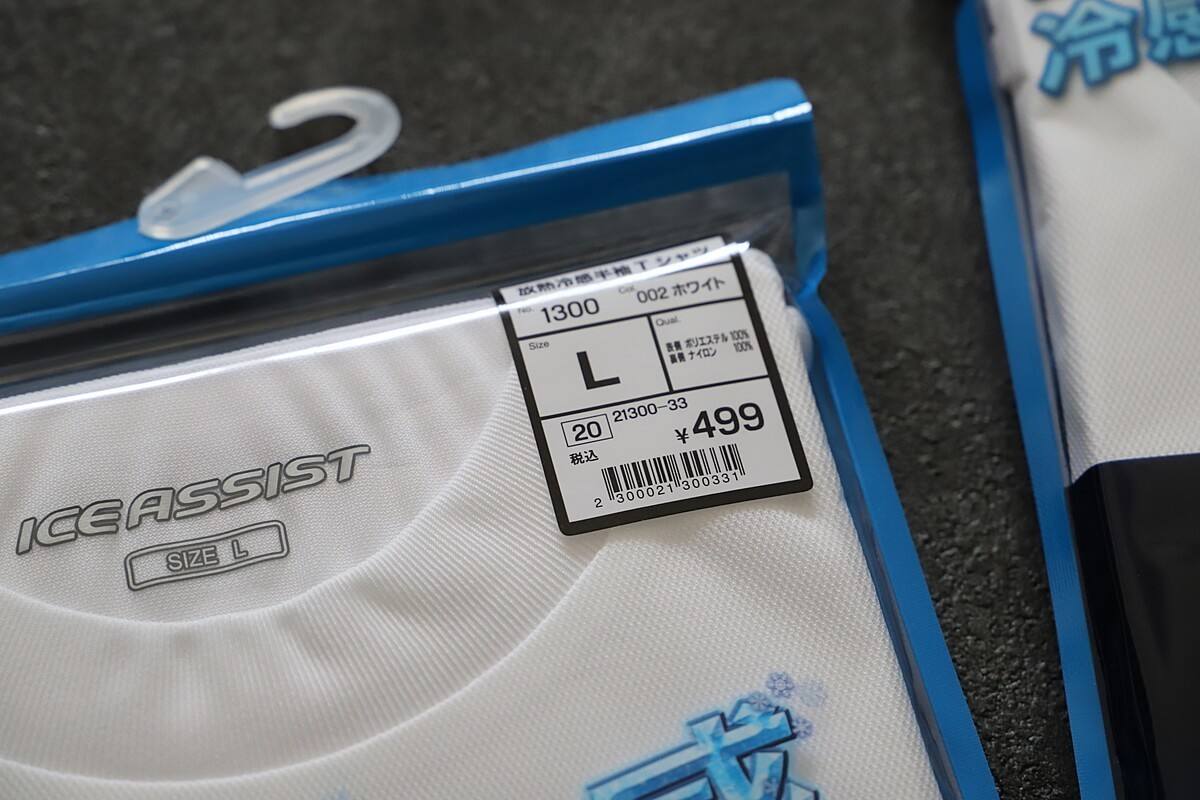 冷感
放熱冷感半袖Tシャツ
No. 1300 Col. 002 ホワイト
Size L
Qual.
表側 ポリエステル 100%
裏側 ナイロン 100%
20 21300-33
税込 ¥499
2 300021 300331
ICE ASSIST
SIZE L
感